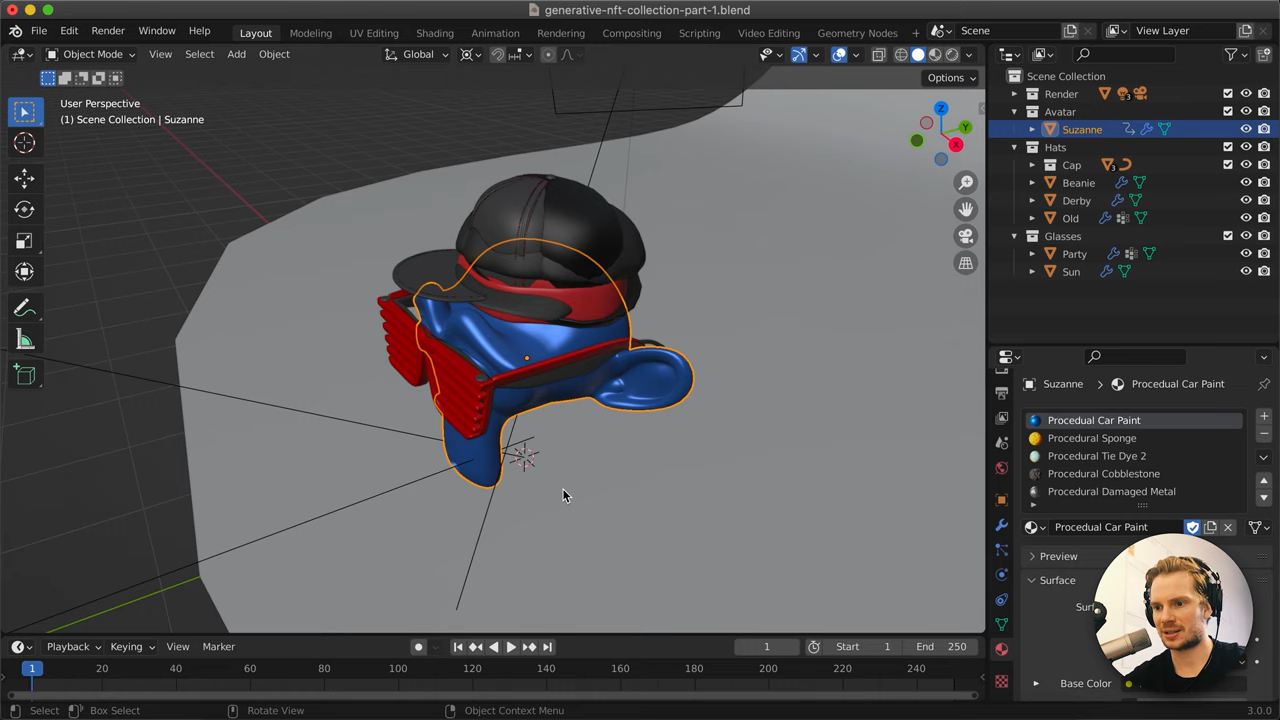 generative-nft-collection-part-1.blend
File Edit Render Window Help Layout Modeling UV Editing Shading Animation Rendering Compositing Scripting Video Editing Geometry Nodes + Scene View Layer
Object Mode View Select Add Object Global
Options
User Perspective
(1) Scene Collection | Suzanne
Z
Y
X
Scene Collection
Render 3
Avatar
Suzanne
Hats
Cap 3
Beanie
Derby
Old
Glasses
Party
Sun
Suzanne > Procedual Car Paint
Procedual Car Paint
Procedural Sponge
Procedural Tie Dye 2
Procedural Cobblestone
Procedural Damaged Metal
Procedual Car Paint
Preview
Surface
Base Color
Playback Keying View Marker 1 Start 1 End 250
1 20 40 60 80 100 120 140 160 180 200 220 240
Select Box Select Rotate View Object Context Menu 3.0.0